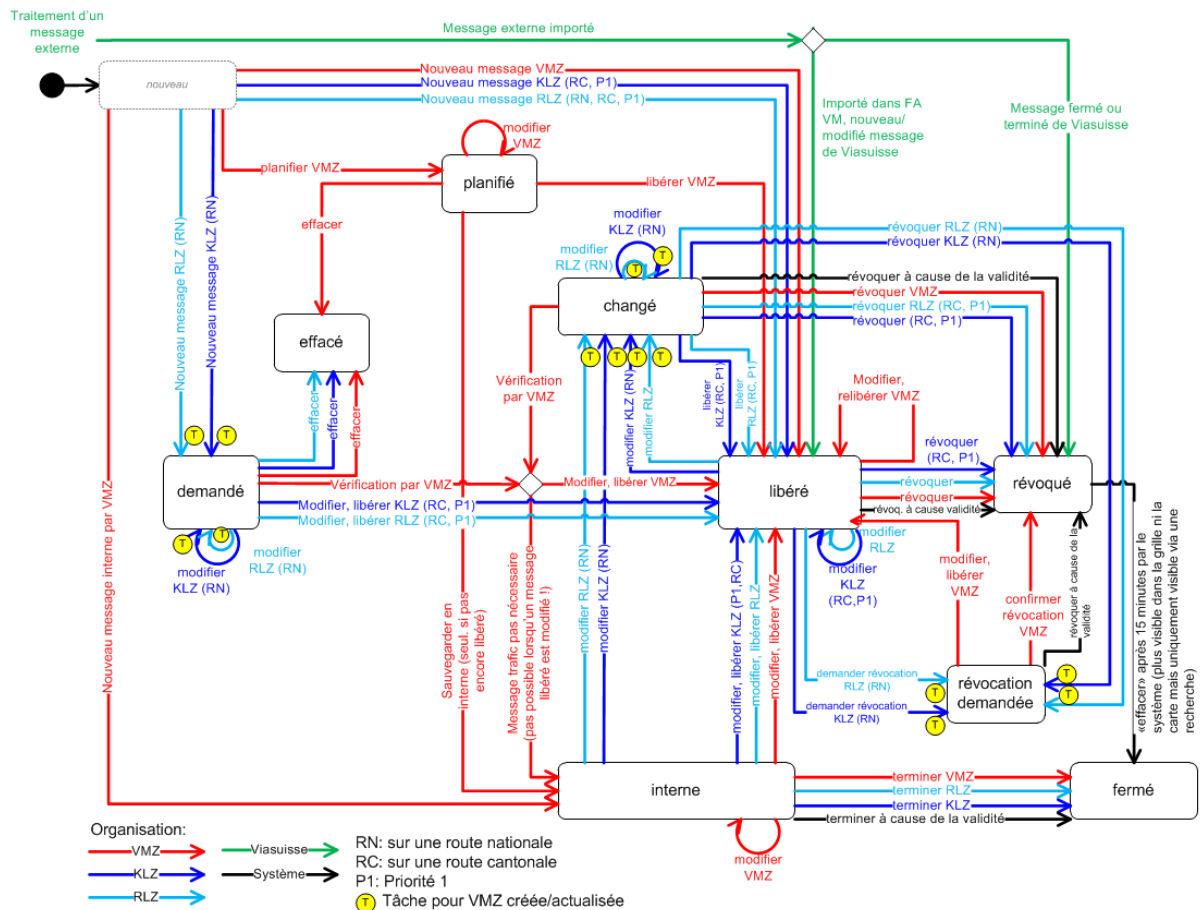 Traitement d'un
message
externe
Message externe importé
nouveau
Nouveau message VMZ
Nouveau message KLZ (RC, P1)
Nouveau message RLZ (RN, RC, P1)
Importé dans FA
VM, nouveau/
modifié message
de Viasuisse
Message fermé ou
terminé de Viasuisse
modifier
VMZ
planifier VMZ
planifié
libérer VMZ
effacer
Nouveau message RLZ (RN)
Nouveau message KLZ (RN)
modifier
KLZ (RN)
modifier
RLZ (RN)
T
T
révoquer RLZ (RN)
révoquer KLZ (RN)
révoquer à cause de la validité
révoquer VMZ
révoquer RLZ (RC, P1)
révoquer (RC, P1)
changé
effacé
T
T
T
T
Vérification
par VMZ
modifier KLZ (RN)
modifier RLZ
libérer
KLZ (RC, P1)
libérer
RLZ (RC, P1)
Modifier,
relibérer VMZ
effacer
effacer
effacer
T
T
demandé
Vérification par VMZ
Modifier, libérer VMZ
Modifier, libérer KLZ (RC, P1)
Modifier, libérer RLZ (RC, P1)
libéré
révoquer
(RC, P1)
révoquer
révoquer
révoq. à cause validité
révoqué
T
T
modifier
RLZ (RN)
modifier
KLZ (RN)
modifier
RLZ
modifier
KLZ
(RC,P1)
modifier,
libérer
VMZ
confirmer
révocation
VMZ
révoquer à cause de la
validité
«effacer» après 15 minutes par le
système (plus visible dans la grille ni la
carte mais uniquement visible via une
recherche)
Nouveau message interne par VMZ
Sauvegarder en
interne (seul. si pas
encore libéré)
Message trafic pas nécessaire
(pas possible lorsqu'un message
libéré est modifié !)
modifier RLZ (RN)
modifier KLZ (RN)
modifier, libérer KLZ (P1,RC)
modifier, libérer RLZ
modifier, libérer VMZ
demander révocation
RLZ (RN)
demander révocation
KLZ (RN)
T
T
T
T
révocation
demandée
interne
terminer VMZ
terminer RLZ
terminer KLZ
terminer à cause de la validité
fermé
modifier
VMZ
Organisation:
VMZ
KLZ
RLZ
Viasuisse
Système
RN: sur une route nationale
RC: sur une route cantonale
P1: Priorité 1
T Tâche pour VMZ créée/actualisée